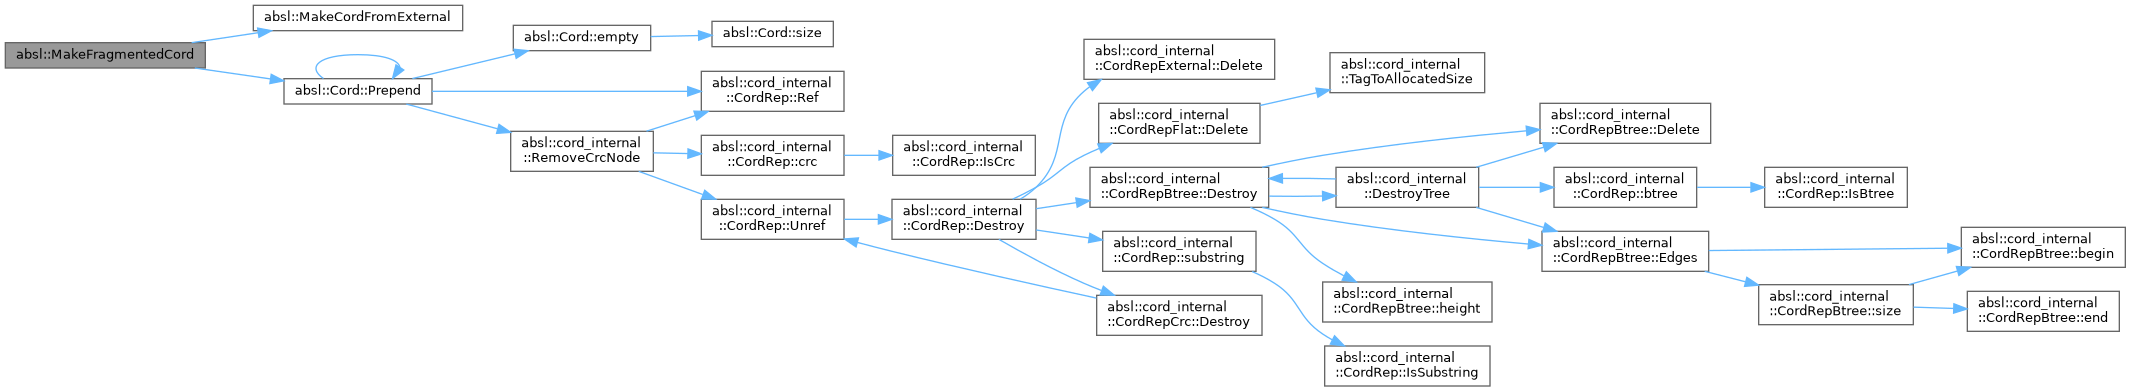 absl::MakeFragmentedCord
absl::MakeCordFromExternal
absl::Cord::Prepend
absl::Cord::empty
absl::Cord::size
absl::cord_internal
::CordRep::Ref
absl::cord_internal
::RemoveCrcNode
absl::cord_internal
::CordRep::crc
absl::cord_internal
::CordRep::IsCrc
absl::cord_internal
::CordRep::Unref
absl::cord_internal
::CordRep::Destroy
absl::cord_internal
::CordRepExternal::Delete
absl::cord_internal
::CordRepFlat::Delete
absl::cord_internal
::TagToAllocatedSize
absl::cord_internal
::CordRepBtree::Destroy
absl::cord_internal
::CordRep::substring
absl::cord_internal
::CordRepCrc::Destroy
absl::cord_internal
::DestroyTree
absl::cord_internal
::CordRepBtree::height
absl::cord_internal
::CordRep::IsSubstring
absl::cord_internal
::CordRepBtree::Delete
absl::cord_internal
::CordRep::btree
absl::cord_internal
::CordRep::IsBtree
absl::cord_internal
::CordRepBtree::Edges
absl::cord_internal
::CordRepBtree::size
absl::cord_internal
::CordRepBtree::begin
absl::cord_internal
::CordRepBtree::end